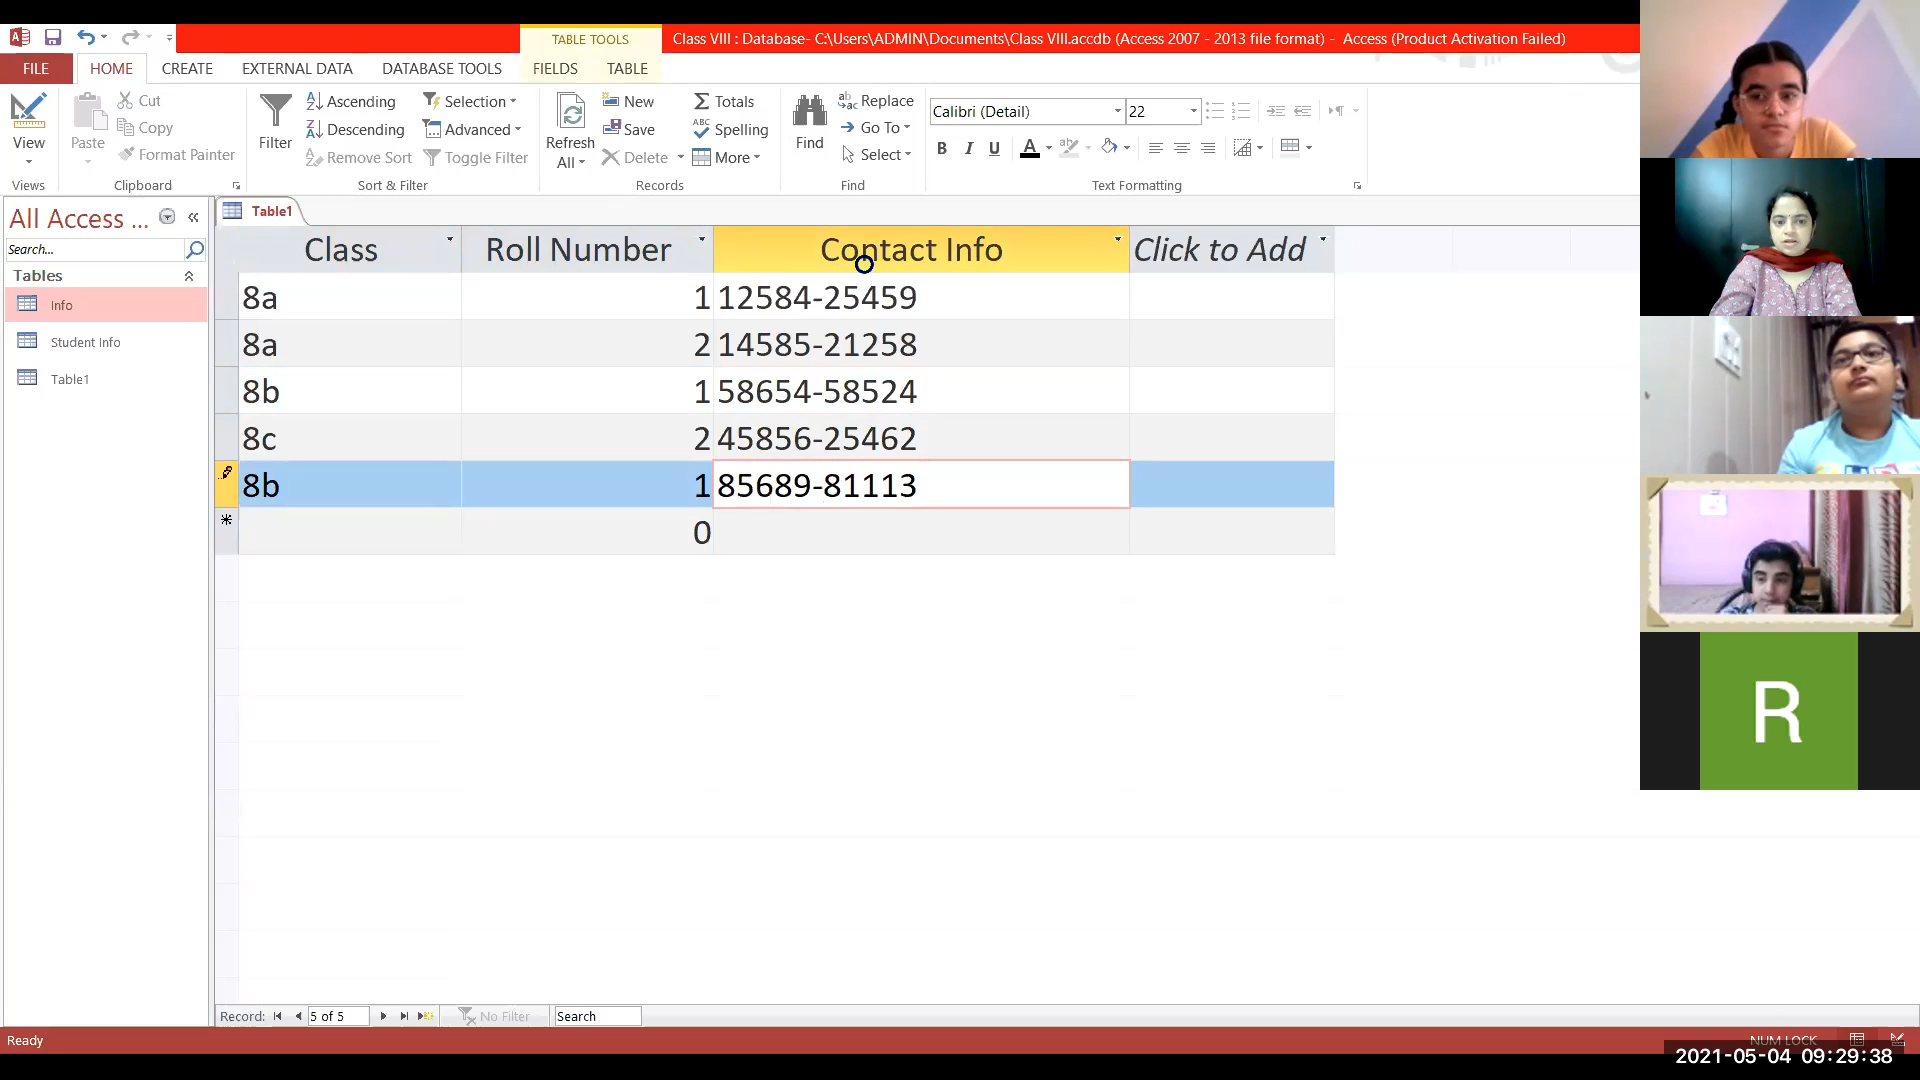 TABLE TOOLS
Class VIII : Database- C:\Users\ADMIN\Documents\Class VIII.accdb (Access 2007 - 2013 file format) - Access (Product Activation Failed)
FILE HOME CREATE EXTERNAL DATA DATABASE TOOLS FIELDS TABLE
View
Views
Paste
Cut
Copy
Format Painter
Clipboard
Filter
Ascending
Descending
Remove Sort
Selection
Advanced
Toggle Filter
Sort & Filter
Refresh
All
New
Save
Delete
Totals
Spelling
More
Records
Find
Replace
Go To
Select
Find
Calibri (Detail) 22
B I U A
Text Formatting
All Access ...
Search...
Tables
Info
Student Info
Table1
Table1
Class Roll Number Contact Info Click to Add
8a 1 12584-25459
8a 2 14585-21258
8b 1 58654-58524
8c 2 45856-25462
8b 1 85689-81113
0
R
Record: 5 of 5 No Filter Search
Ready
NUM LOCK
2021-05-04 09:29:38